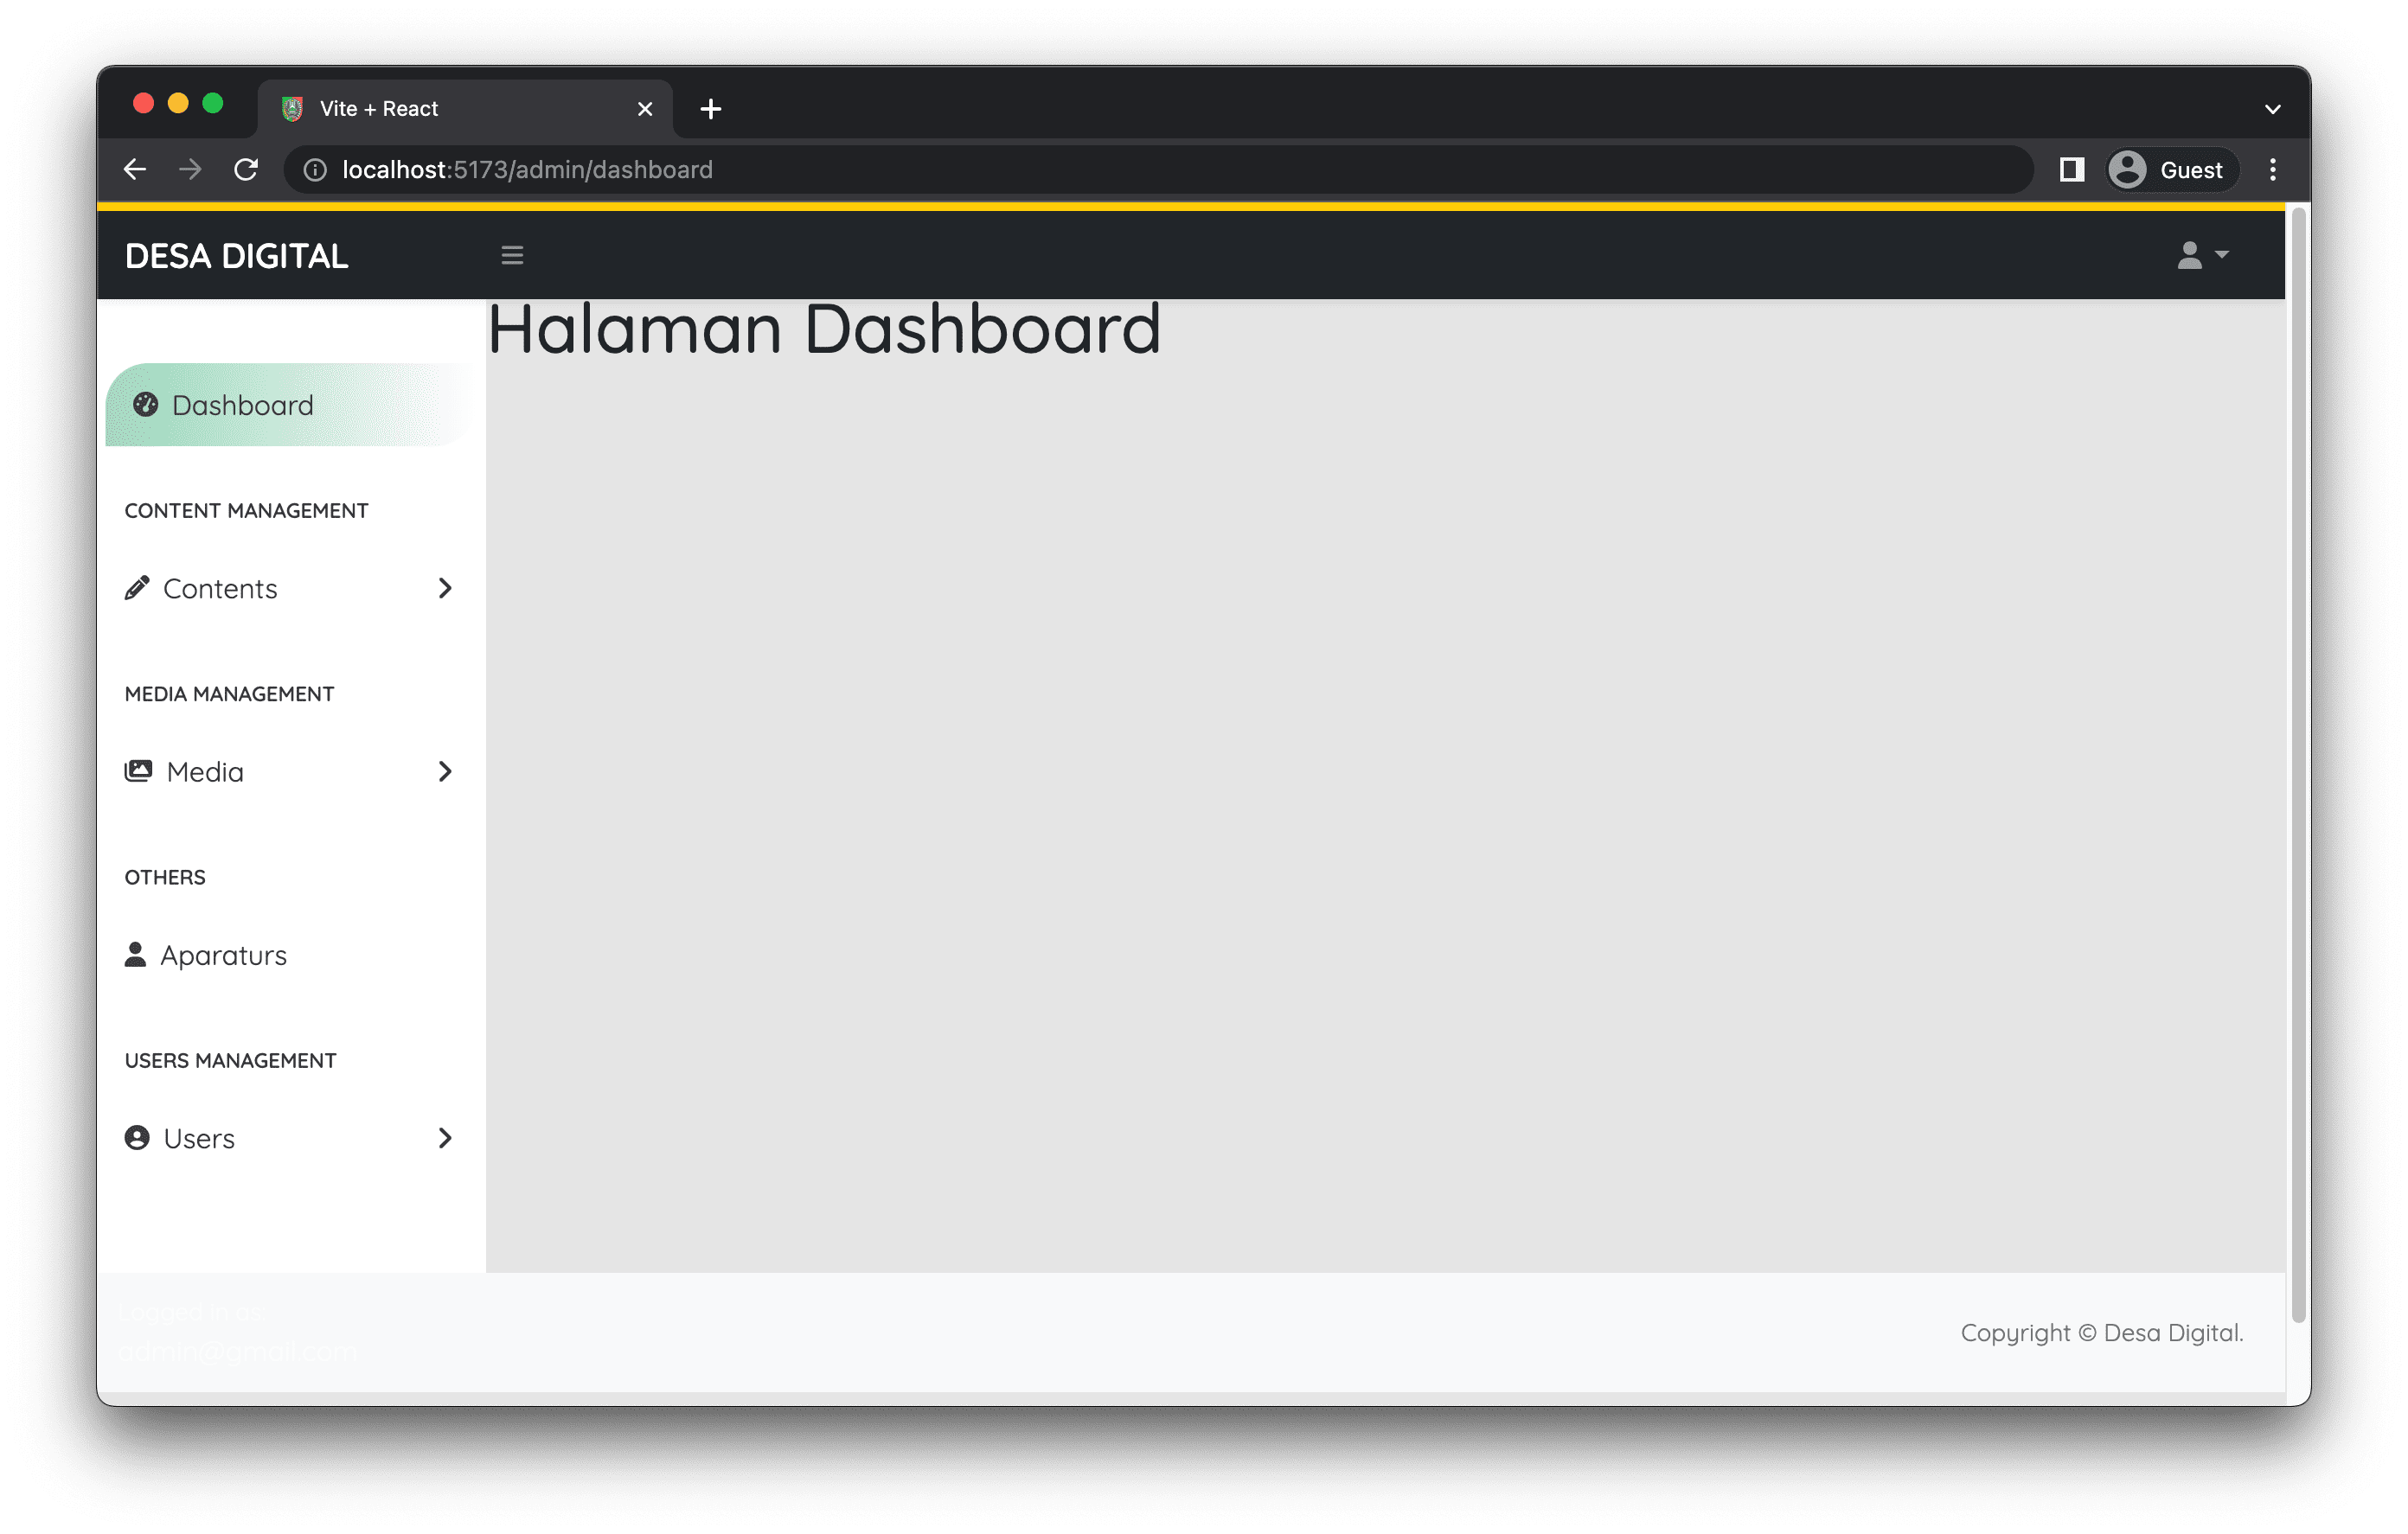 Vite + React
localhost:5173/admin/dashboard
Guest
DESA DIGITAL
Halaman Dashboard
Dashboard
CONTENT MANAGEMENT
Contents
MEDIA MANAGEMENT
Media
OTHERS
Aparaturs
USERS MANAGEMENT
Users
Logged in as:
admin@gmail.com
Copyright © Desa Digital.